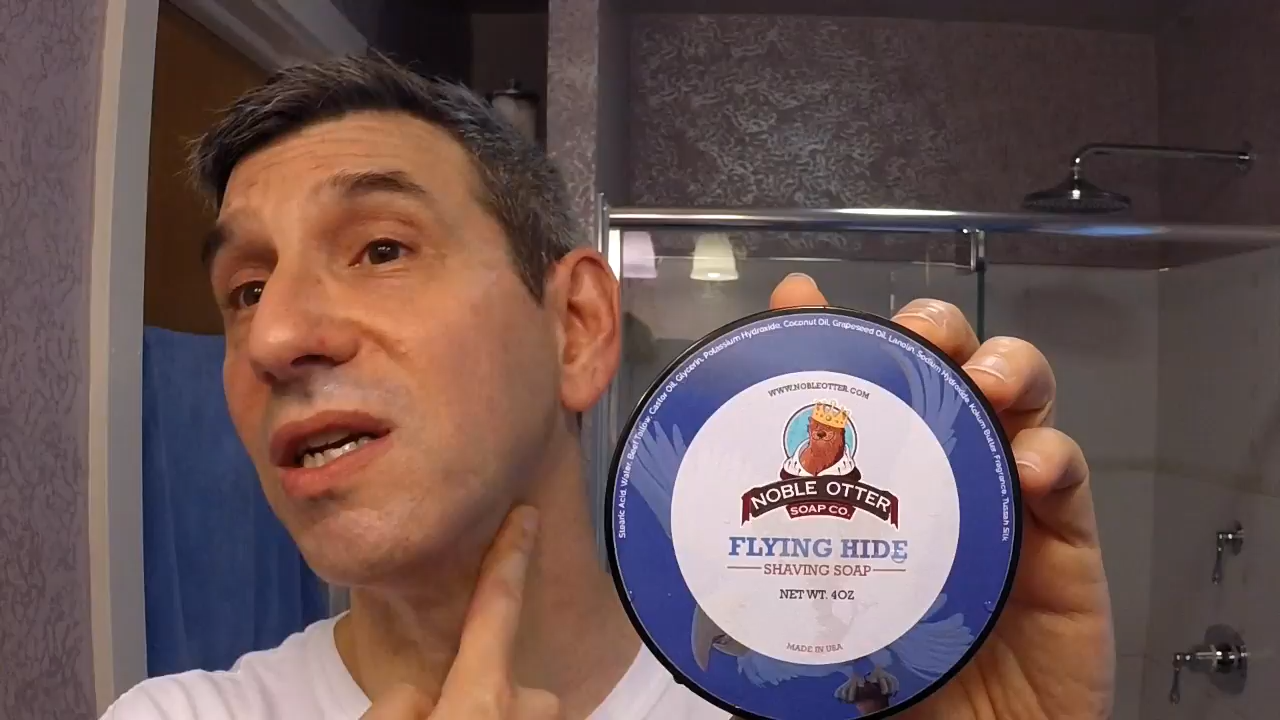 Stearic Acid, Water, Beef Tallow, Castor Oil, Glycerin, Potassium Hydroxide, Coconut Oil, Grapeseed Oil, Lanolin, Sodium Hydroxide, Kokum Butter, Fragrance, Tussah Silk
WWW.NOBLEOTTER.COM
NOBLE OTTER
SOAP CO.
FLYING HIDE
SHAVING SOAP
NET WT. 4OZ
MADE IN USA